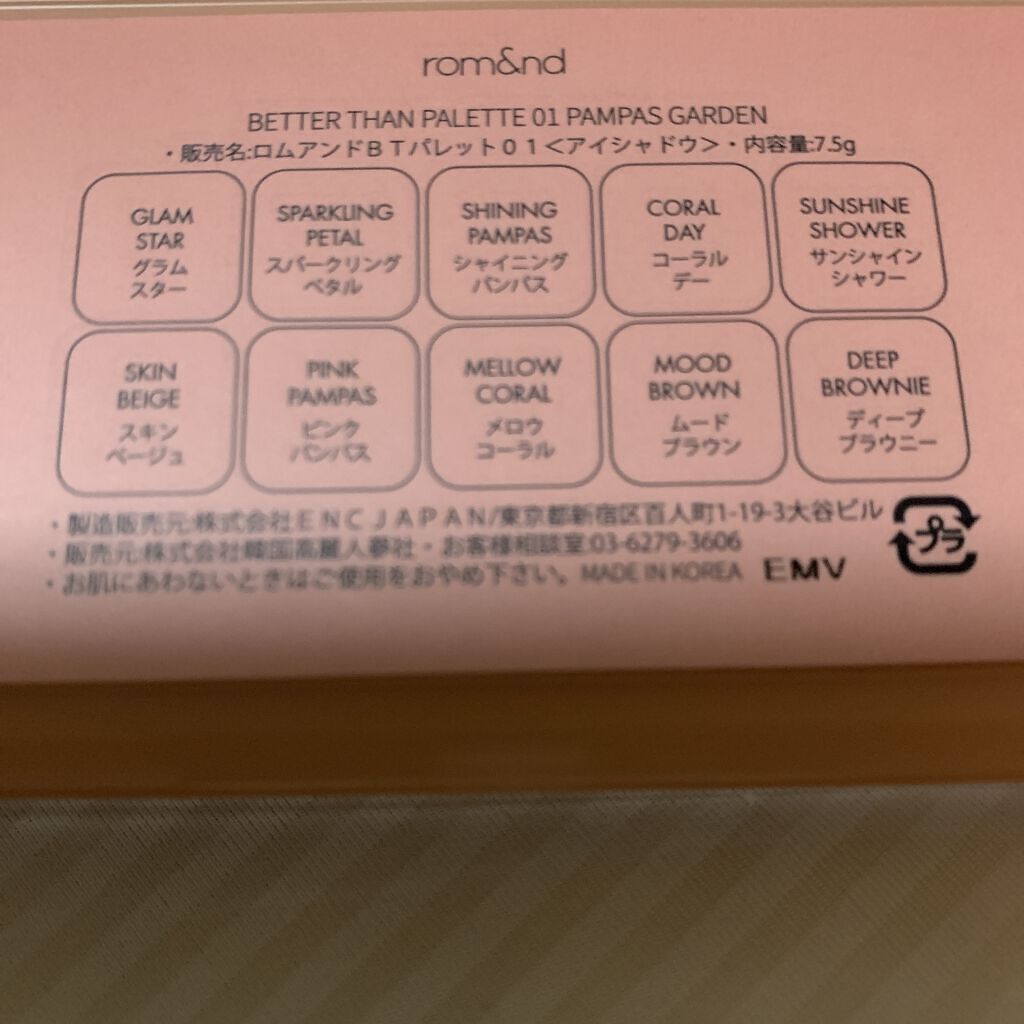 rom&nd
BETTER THAN PALETTE 01 PAMPAS GARDEN
・販売名:ロムアンドＢＴパレット０１＜アイシャドウ＞・内容量:7.5g
GLAM
STAR
グラム
スター
SPARKLING
PETAL
スパークリング
ペタル
SHINING
PAMPAS
シャイニング
パンパス
CORAL
DAY
コーラル
デー
SUNSHINE
SHOWER
サンシャイン
シャワー
SKIN
BEIGE
スキン
ベージュ
PINK
PAMPAS
ピンク
パンパス
MELLOW
CORAL
メロウ
コーラル
MOOD
BROWN
ムード
ブラウン
DEEP
BROWNIE
ディープ
ブラウニー
・製造販売元:株式会社ＥＮＣ ＪＡＰＡＮ/東京都新宿区百人町1-19-3大谷ビル
・販売元:株式会社韓国高麗人参社・お客様相談室:03-6279-3606
・お肌にあわないときはご使用をおやめ下さい。MADE IN KOREA EMV
プラ